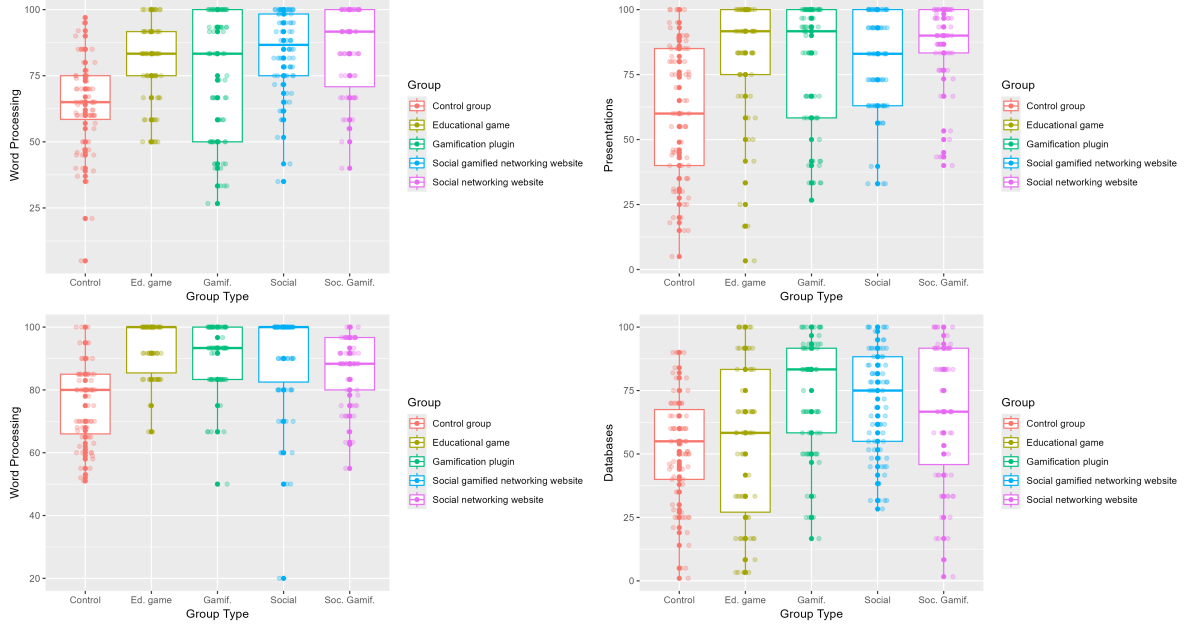 Word Processing
100
75
50
25
Control
Ed. game
Gamif.
Social
Soc. Gamif.
Group Type
Group
Control group
Educational game
Gamification plugin
Social gamified networking website
Social networking website
Presentations
100
75
50
25
0
Control
Ed. game
Gamif.
Social
Soc. Gamif.
Group Type
Group
Control group
Educational game
Gamification plugin
Social gamified networking website
Social networking website
Word Processing
100
80
60
40
20
Control
Ed. game
Gamif.
Social
Soc. Gamif.
Group Type
Group
Control group
Educational game
Gamification plugin
Social gamified networking website
Social networking website
Databases
100
75
50
25
0
Control
Ed. game
Gamif.
Social
Soc. Gamif.
Group Type
Group
Control group
Educational game
Gamification plugin
Social gamified networking website
Social networking website